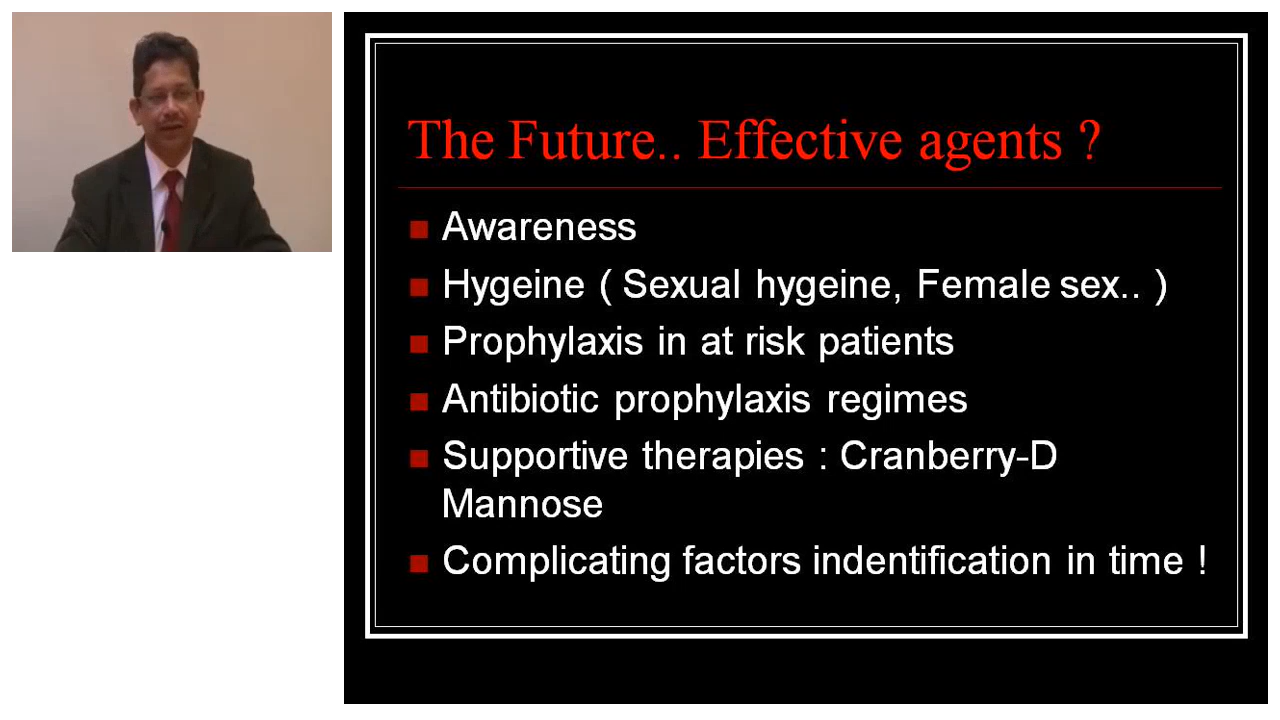 The Future.. Effective agents ?
Awareness
Hygeine ( Sexual hygeine, Female sex.. )
Prophylaxis in at risk patients
Antibiotic prophylaxis regimes
Supportive therapies : Cranberry-D
Mannose
Complicating factors indentification in time !